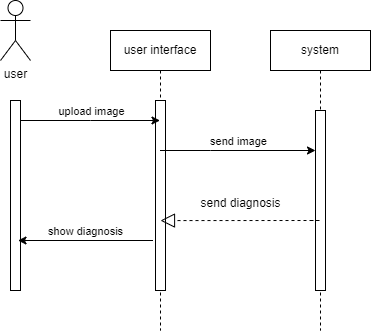 user
user interface
system
upload image
send image
send diagnosis
show diagnosis